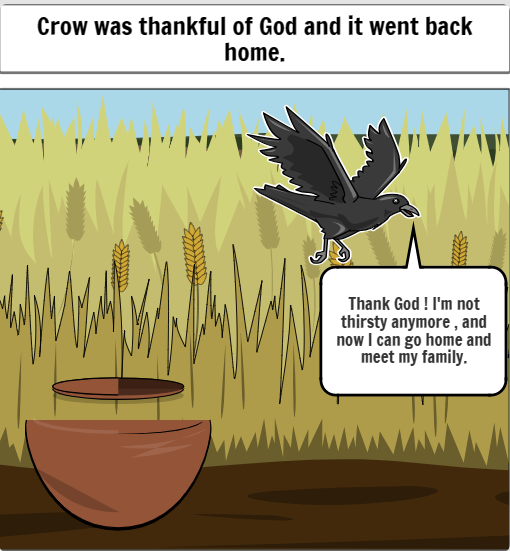 Crow was thankful of God and it went back
home.
Thank God ! I'm not
thirsty anymore , and
now I can go home and
meet my family.